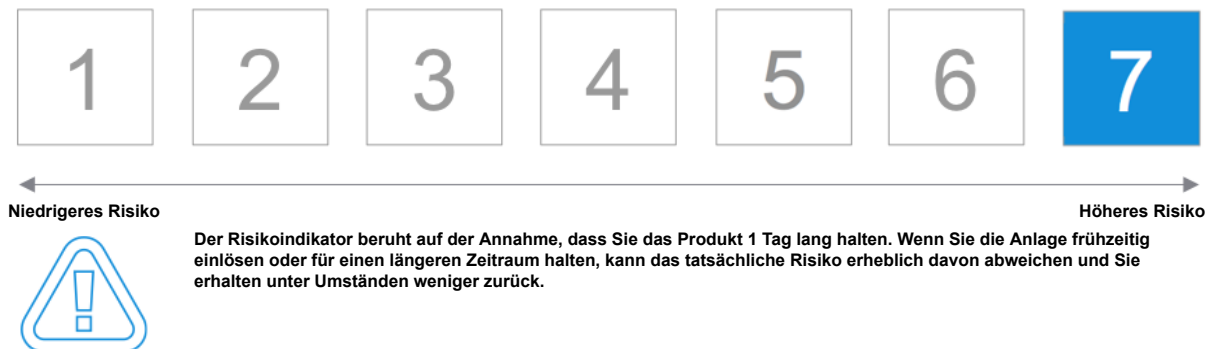 1 2 3 4 5 6 7
Niedrigeres Risiko Höheres Risiko
Der Risikoindikator beruht auf der Annahme, dass Sie das Produkt 1 Tag lang halten. Wenn Sie die Anlage frühzeitig
einlösen oder für einen längeren Zeitraum halten, kann das tatsächliche Risiko erheblich davon abweichen und Sie
erhalten unter Umständen weniger zurück.